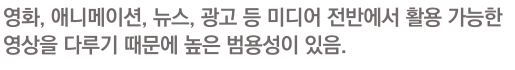 영화, 애니메이션, 뉴스, 광고 등 미디어 전반에서 활용 가능한
영상을 다루기 때문에 높은 범용성이 있음.